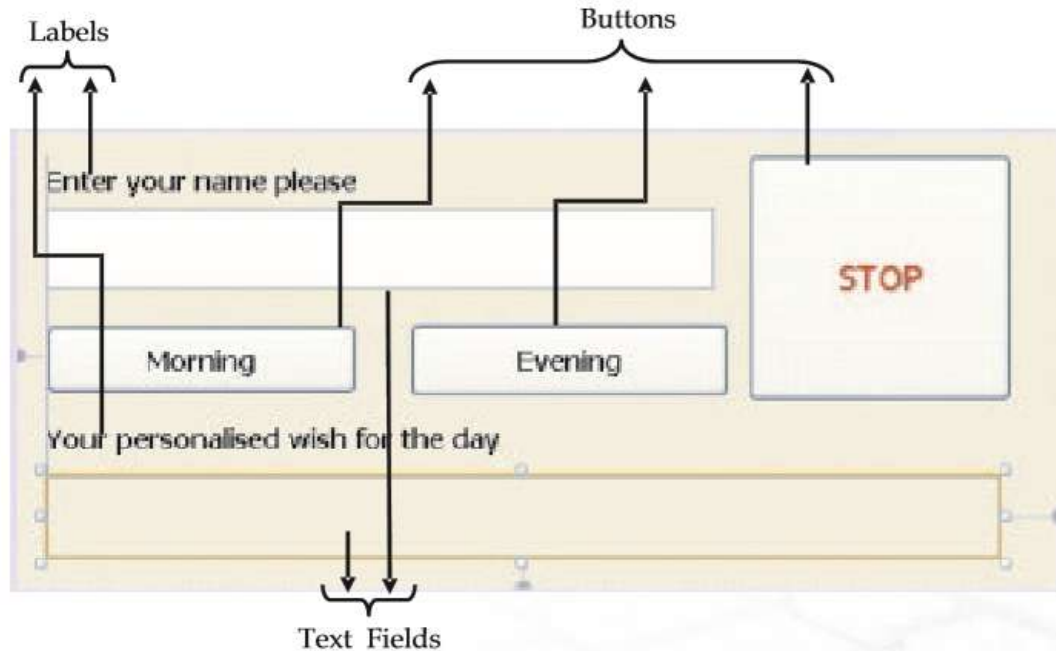 Labels
Buttons
Enter your name please
STOP
Morning
Evening
Your personalised wish for the day
Text Fields